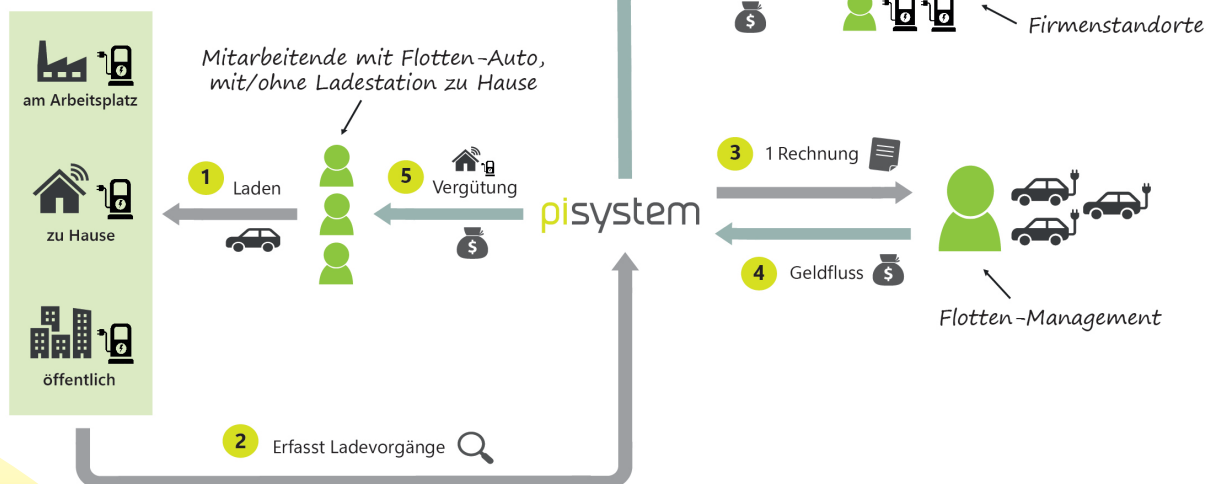 Firmenstandorte
Mitarbeitende mit Flotten-Auto,
mit/ohne Ladestation zu Hause
am Arbeitsplatz
1 Laden
5 Vergütung
zu Hause
pisystem
3 1 Rechnung
4 Geldfluss
Flotten-Management
öffentlich
2 Erfasst Ladevorgänge
$
$
$